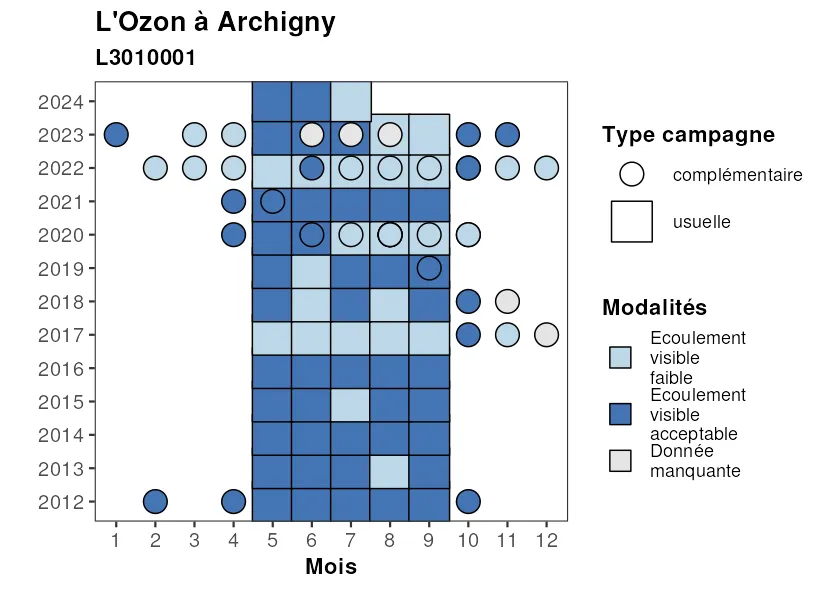 L'Ozon à Archigny
L3010001
2024
2023
2022
2021
2020
2019
2018
2017
2016
2015
2014
2013
2012
1 2 3 4 5 6 7 8 9 10 11 12
Mois
Type campagne
complémentaire
usuelle
Modalités
Ecoulement
visible
faible
Ecoulement
visible
acceptable
Donnée
manquante